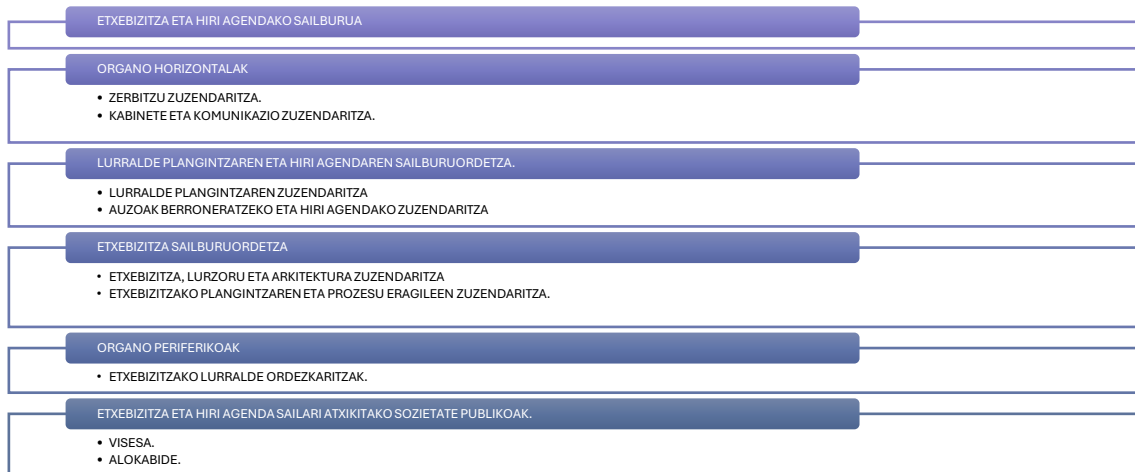 ETXEBIZITZA ETA HIRI AGENDAKO SAILBURUA
ORGANO HORIZONTALAK
• ZERBITZU ZUZENDARITZA.
• KABINETE ETA KOMUNIKAZIO ZUZENDARITZA.
LURRALDE PLANGINTZAREN ETA HIRI AGENDAREN SAILBURUORDETZA.
• LURRALDE PLANGINTZAREN ZUZENDARITZA
• AUZOAK BERRONERATZEKO ETA HIRI AGENDAKO ZUZENDARITZA
ETXEBIZITZA SAILBURUORDETZA
• ETXEBIZITZA, LURZORU ETA ARKITEKTURA ZUZENDARITZA
• ETXEBIZITZAKO PLANGINTZAREN ETA PROZESU ERAGILEEN ZUZENDARITZA.
ORGANO PERIFERIKOAK
• ETXEBIZITZAKO LURRALDE ORDEZKARITZAK.
ETXEBIZITZA ETA HIRI AGENDA SAILARI ATXIKITAKO SOZIETATE PUBLIKOAK.
• VISESA.
• ALOKABIDE.